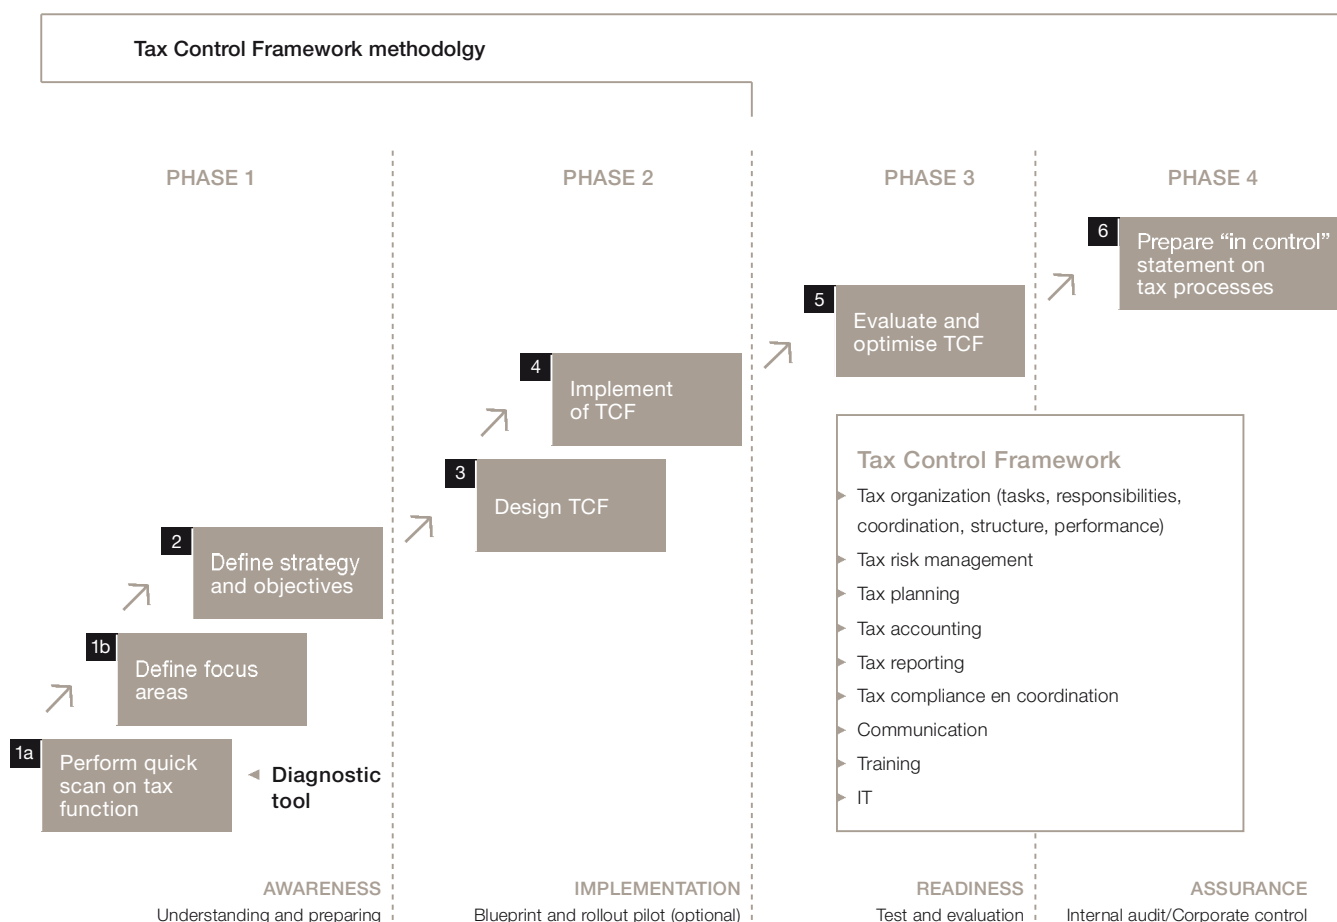 Tax Control Framework methodolgy
PHASE 1
PHASE 2
PHASE 3
PHASE 4
6
Prepare “in control”
statement on
tax processes
5
Evaluate and
optimise TCF
4
Implement
of TCF
3
Design TCF
2
Define strategy
and objectives
1b
Define focus
areas
1a
Perform quick
scan on tax
function
Diagnostic
tool
Tax Control Framework
Tax organization (tasks, responsibilities,
coordination, structure, performance)
Tax risk management
Tax planning
Tax accounting
Tax reporting
Tax compliance en coordination
Communication
Training
IT
AWARENESS
Understanding and preparing
IMPLEMENTATION
Blueprint and rollout pilot (optional)
READINESS
Test and evaluation
ASSURANCE
Internal audit/Corporate control